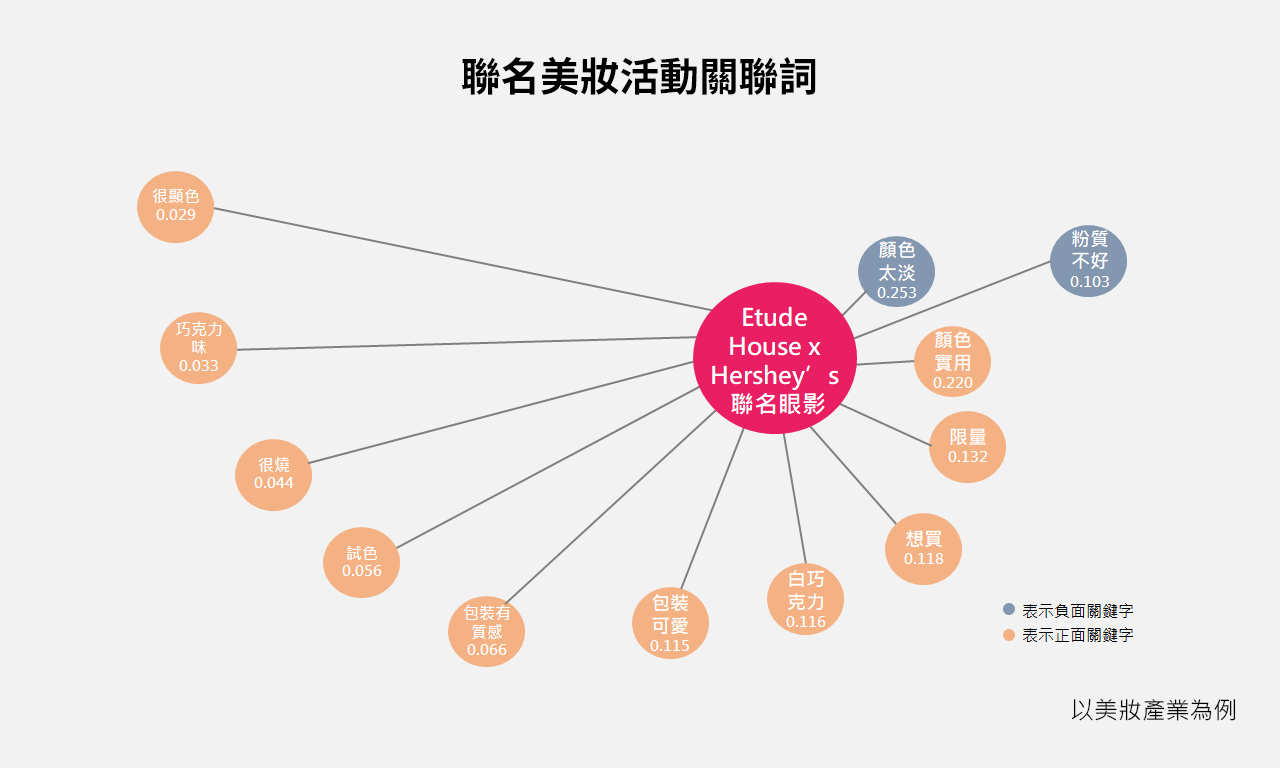 聯名美妝活動關聯詞
很顯色
0.029
顏色
太淡
0.253
粉質
不好
0.103
Etude
House x
Hershey’s
聯名眼影
巧克力
味
0.033
顏色
實用
0.220
限量
0.132
很燒
0.044
想買
0.118
試色
0.056
白巧
克力
0.116
包裝
可愛
0.115
包裝有
質感
0.066
表示負面關鍵字
表示正面關鍵字
以美妝產業為例